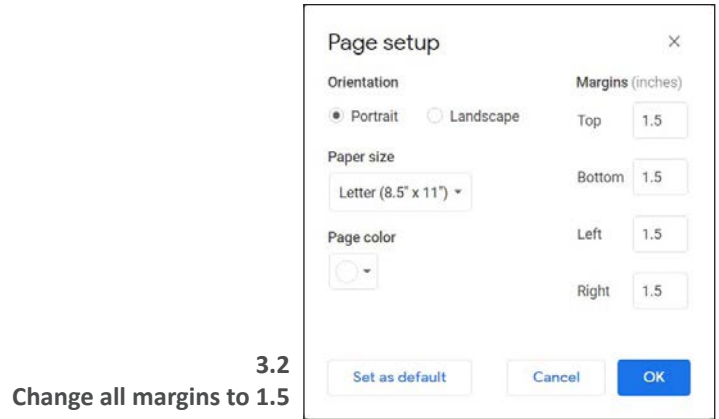 Page setup ×
Orientation
Portrait Landscape
Paper size
Letter (8.5" x 11")
Page color
Margins (inches)
Top 1.5
Bottom 1.5
Left 1.5
Right 1.5
Set as default Cancel OK
3.2
Change all margins to 1.5